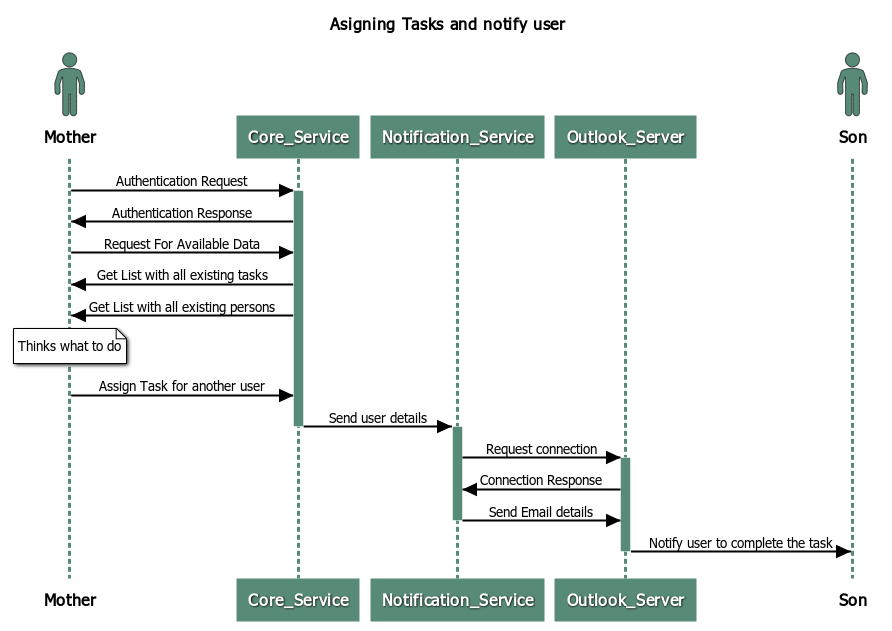 Asigning Tasks and notify user
Mother
Core_Service
Notification_Service
Outlook_Server
Son
Authentication Request
Authentication Response
Request For Available Data
Get List with all existing tasks
Get List with all existing persons
Thinks what to do
Assign Task for another user
Send user details
Request connection
Connection Response
Send Email details
Notify user to complete the task
Mother
Core_Service
Notification_Service
Outlook_Server
Son